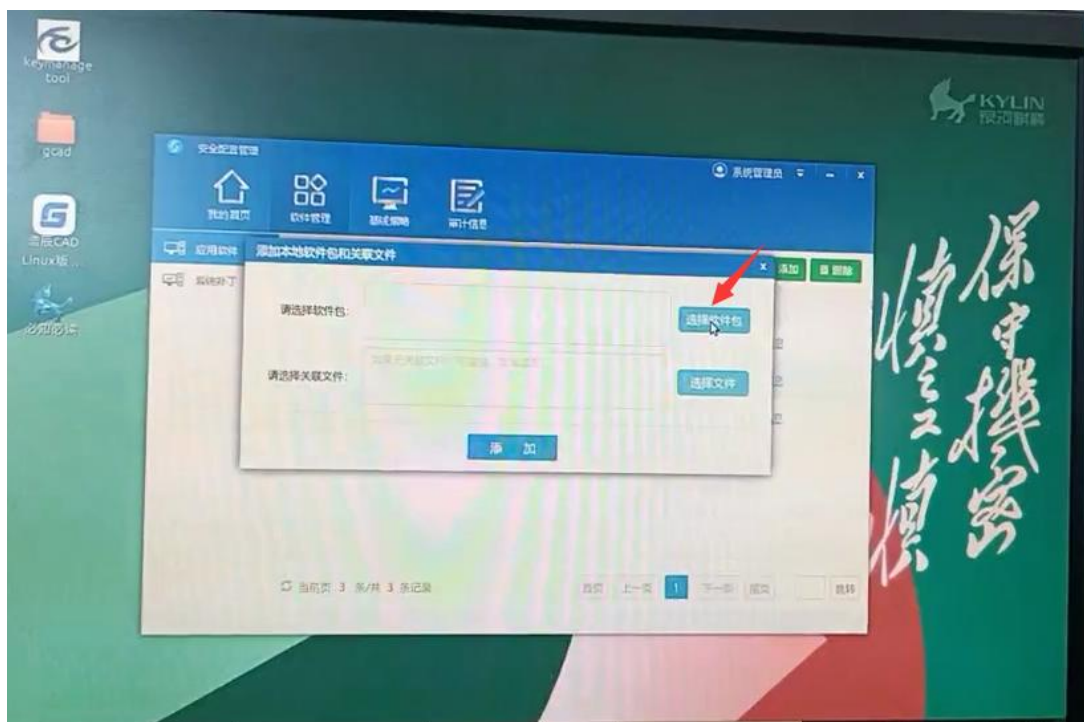 keymanage
tool
gcad
浩辰CAD
Linux版 ...
必知必读
KYLIN
银河麒麟
安全配置管理
系统管理员
我的首页
软件管理
基线策略
审计信息
应用软件
系统补丁
添加本地软件包和关联文件
x
添加
删除
请选择软件包:
选择软件包
请选择关联文件:
选择文件
添 加
当前页 3 条/共 3 条记录
首页 上一页 1 下一页 尾页
跳转
保守机密
慎之又慎